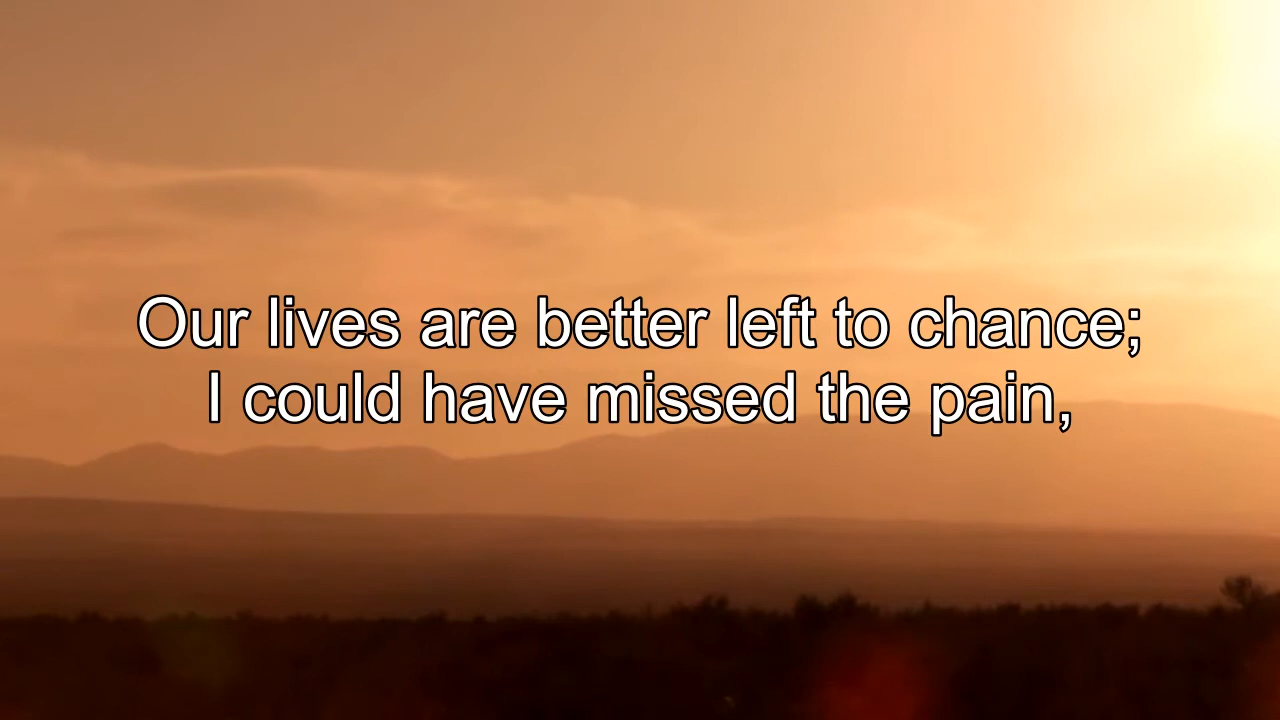 Our lives are better left to chance;
I could have missed the pain,